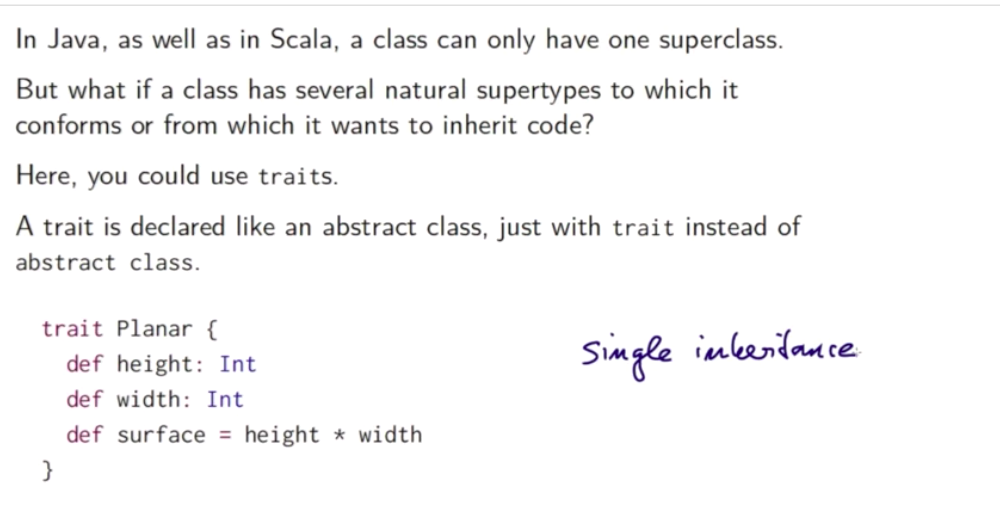 In Java, as well as in Scala, a class can only have one superclass.
But what if a class has several natural supertypes to which it
conforms or from which it wants to inherit code?
Here, you could use traits.
A trait is declared like an abstract class, just with trait instead of
abstract class.
trait Planar {
def height: Int
def width: Int
def surface = height * width
}
single inheritance